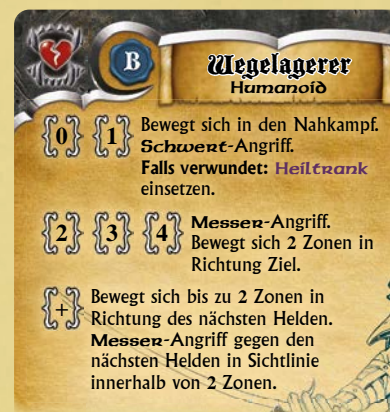 B
Wegelagerer
Humanoid
0 1 Bewegt sich in den Nahkampf.
Schwert-Angriff.
Falls verwundet: Heiltrank
einsetzen.
2 3 4 Messer-Angriff.
Bewegt sich 2 Zonen in
Richtung Ziel.
+ Bewegt sich bis zu 2 Zonen in
Richtung des nächsten Helden.
Messer-Angriff gegen den
nächsten Helden in Sichtlinie
innerhalb von 2 Zonen.